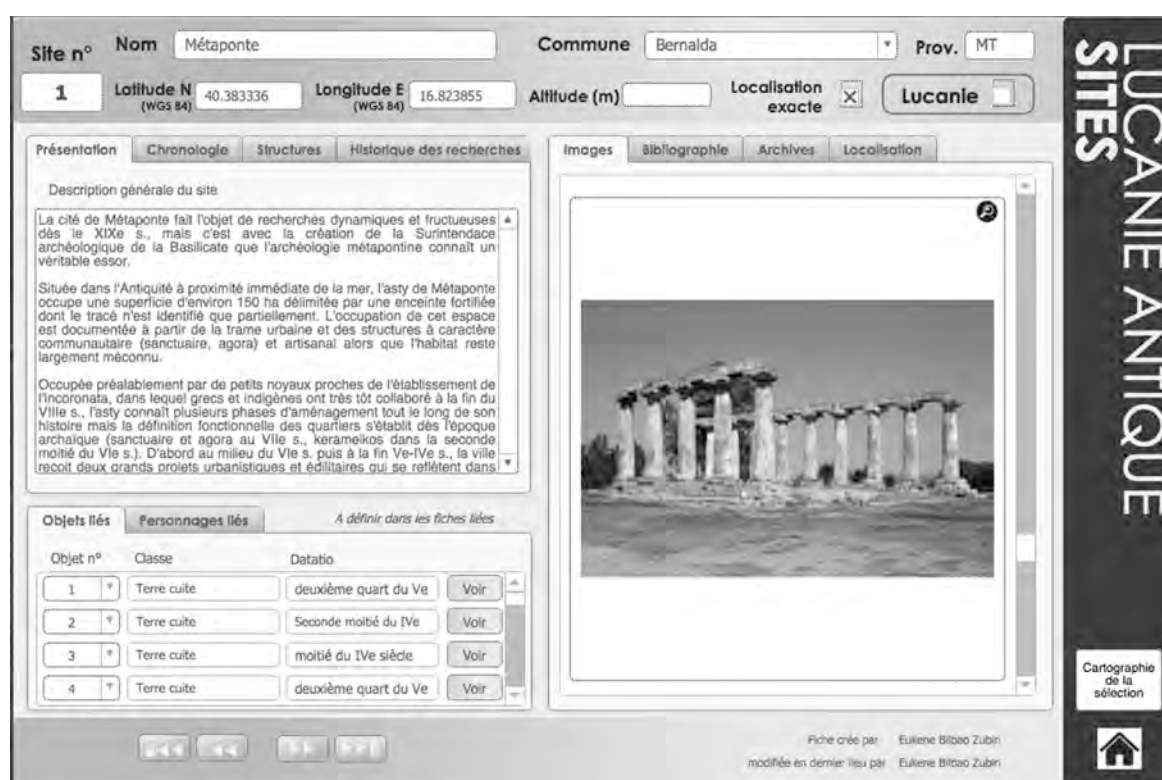 Site n°
1
Nom Métaponte
Commune Bernalda
Prov. MT
Latitude N (WGS 84) 40.383336
Longitude E (WGS 84) 16.823855
Altitude (m)
Localisation exacte
Lucanie
Présentation Chronologie Structures Historique des recherches
Description générale du site
La cité de Métaponte fait l'objet de recherches dynamiques et fructueuses
dès le XIXe s., mais c'est avec la création de la Surintendace
archéologique de la Basilicate que l'archéologie métapontine connaît un
véritable essor.
Située dans l'Antiquité à proximité immédiate de la mer, l'asty de Métaponte
occupe une superficie d'environ 150 ha délimitée par une enceinte fortifiée
dont le tracé n'est identifié que partiellement. L'occupation de cet espace
est documentée à partir de la trame urbaine et des structures à caractère
communautaire (sanctuaire, agora) et artisanal alors que l'habitat reste
largement méconnu.
Occupée préalablement par de petits noyaux proches de l'établissement de
l'Incoronata, dans lequel grecs et indigènes ont très tôt collaboré à la fin du
VIIIe s., l'asty connaît plusieurs phases d'aménagement tout le long de son
histoire mais la définition fonctionnelle des quartiers s'établit dès l'époque
archaïque (sanctuaire et agora au VIIe s., kerameikos dans la seconde
moitié du VIe s.). D'abord au milieu du VIe s. puis à la fin Ve-IVe s., la ville
reçoit deux grands projets urbanistiques et édilitaires qui se reflètent dans
Objets liés Personnages liés A définir dans les fiches liées
Objet n° Classe Datatio
1 Terre cuite deuxième quart du Ve Voir
2 Terre cuite Seconde moitié du IVe Voir
3 Terre cuite moitié du IVe siècle Voir
4 Terre cuite deuxième quart du Ve Voir
Images Bibliographie Archives Localisation
Fiche crée par Eukene Bilbao Zubiri
modifiée en dernier lieu par Eukene Bilbao Zubiri
LUCANIE ANTIQUE
SITES
Cartographie
de la
sélection